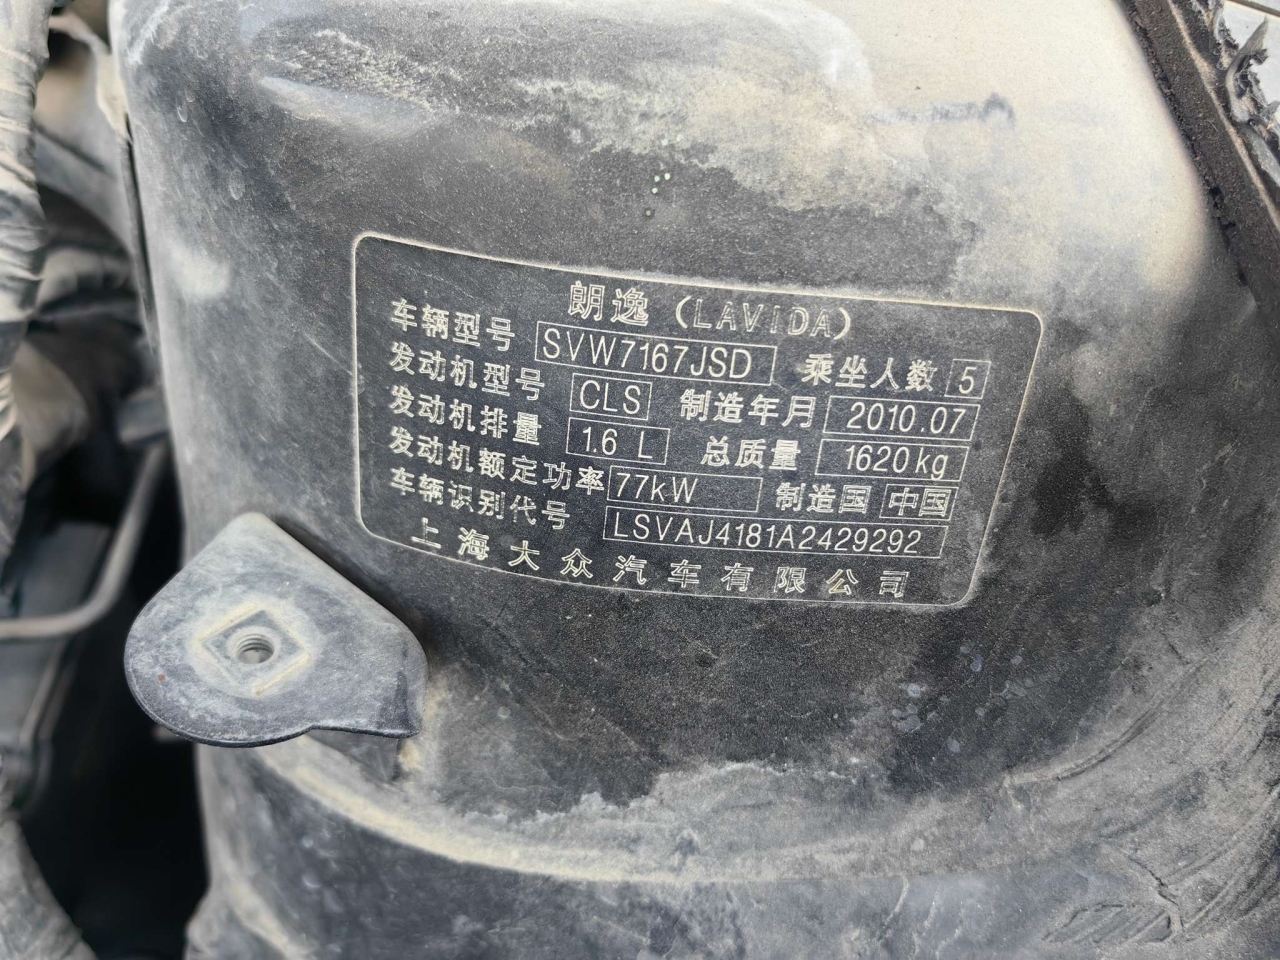 朗逸（LAVIDA）
车辆型号 SVW7167JSD 乘坐人数 5
发动机型号 CLS 制造年月 2010.07
发动机排量 1.6 L 总质量 1620kg
发动机额定功率 77kW 制造国 中国
车辆识别代号 LSVAJ4181A2429292
上海大众汽车有限公司